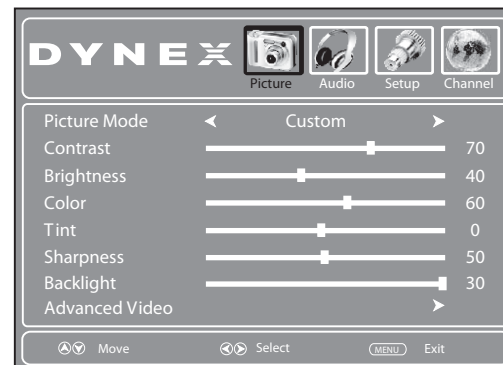 DYNEX
Picture Audio Setup Channel
Picture Mode Custom
Contrast 70
Brightness 40
Color 60
Tint 0
Sharpness 50
Backlight 30
Advanced Video
Move Select MENU Exit